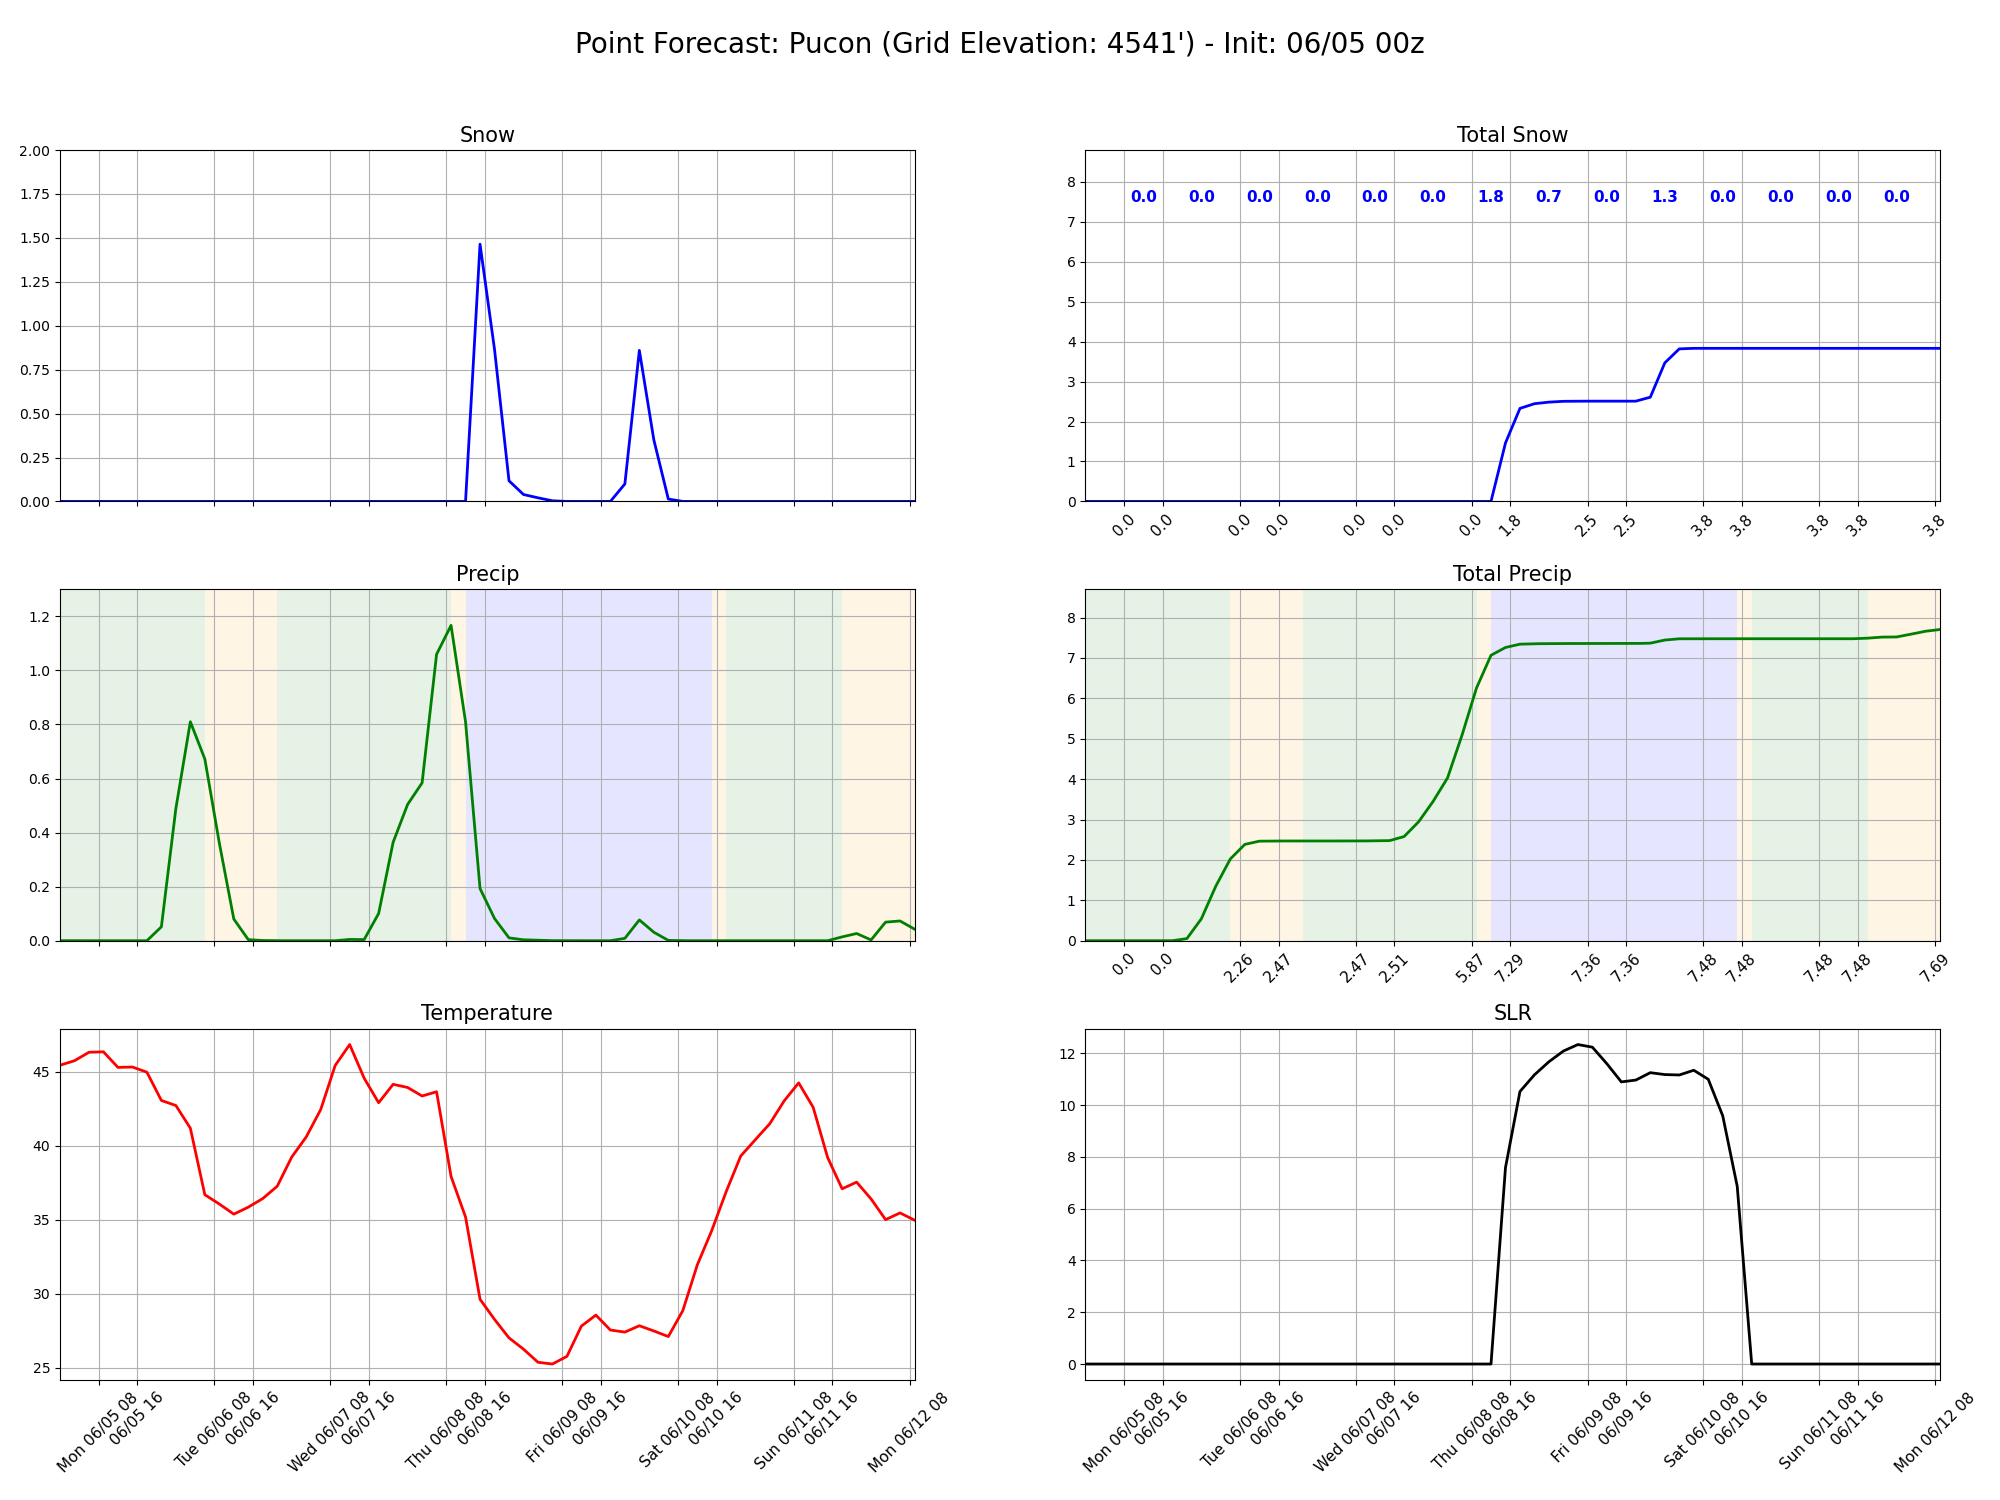 Point Forecast: Pucon (Grid Elevation: 4541') - Init: 06/05 00z
Snow
2.00
1.75
1.50
1.25
1.00
0.75
0.50
0.25
0.00
Total Snow
8
7
6
5
4
3
2
1
0
0.0 0.0 0.0 0.0 0.0 0.0 1.8 0.7 0.0 1.3 0.0 0.0 0.0 0.0
0.0 0.0 0.0 0.0 0.0 0.0 0.0 1.8 2.5 2.5 3.8 3.8 3.8 3.8 3.8
Precip
1.2
1.0
0.8
0.6
0.4
0.2
0.0
Total Precip
8
7
6
5
4
3
2
1
0
0.0 0.0 2.26 2.47 2.47 2.51 5.87 7.29 7.36 7.36 7.48 7.48 7.48 7.48 7.69
Temperature
45
40
35
30
25
Mon 06/05 08
06/05 16
Tue 06/06 08
06/06 16
Wed 06/07 08
06/07 16
Thu 06/08 08
06/08 16
Fri 06/09 08
06/09 16
Sat 06/10 08
06/10 16
Sun 06/11 08
06/11 16
Mon 06/12 08
SLR
12
10
8
6
4
2
0
Mon 06/05 08
06/05 16
Tue 06/06 08
06/06 16
Wed 06/07 08
06/07 16
Thu 06/08 08
06/08 16
Fri 06/09 08
06/09 16
Sat 06/10 08
06/10 16
Sun 06/11 08
06/11 16
Mon 06/12 08